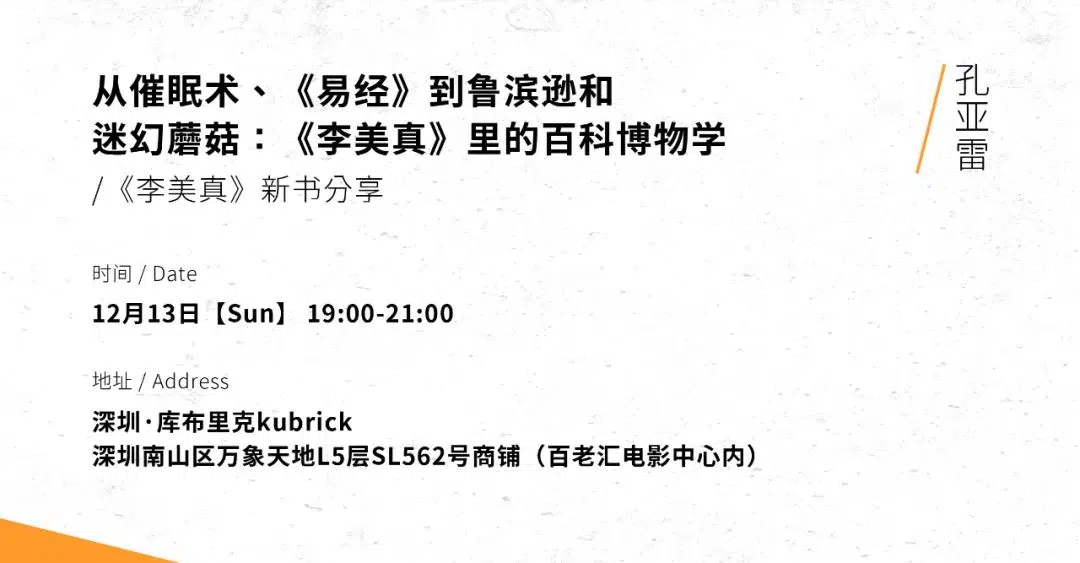 从催眠术、《易经》到鲁滨逊和
迷幻蘑菇：《李美真》里的百科博物学
/《李美真》新书分享
孔亚雷
时间 / Date
12月13日【Sun】 19:00-21:00
地址 / Address
深圳·库布里克kubrick
深圳南山区万象天地L5层SL562号商铺（百老汇电影中心内）